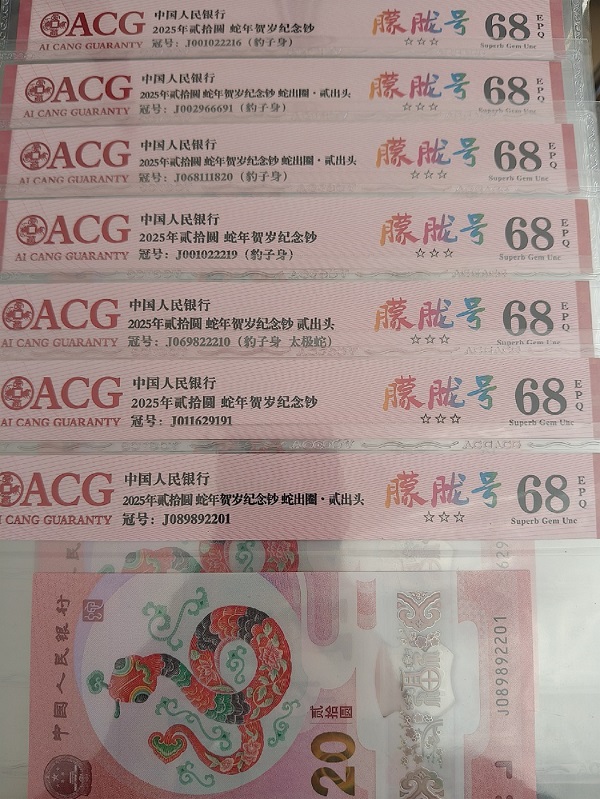 ACG
AI CANG GUARANTY
中国人民银行
2025年贰拾圆 蛇年贺岁纪念钞
冠号：J001022216（豹子身）
朦胧号
☆☆☆
68
EPQ
Superb Gem Unc
ACG
AI CANG GUARANTY
中国人民银行
2025年贰拾圆 蛇年贺岁纪念钞 蛇出圈·贰出头
冠号：J002966691（豹子身）
朦胧号
☆☆☆
68
EPQ
Superb Gem Unc
ACG
AI CANG GUARANTY
中国人民银行
2025年贰拾圆 蛇年贺岁纪念钞 蛇出圈·贰出头
冠号：J068111820（豹子身）
朦胧号
☆☆☆
68
EPQ
Superb Gem Unc
ACG
AI CANG GUARANTY
中国人民银行
2025年贰拾圆 蛇年贺岁纪念钞
冠号：J001022219（豹子身）
朦胧号
☆☆☆
68
EPQ
Superb Gem Unc
ACG
AI CANG GUARANTY
中国人民银行
2025年贰拾圆 蛇年贺岁纪念钞 贰出头
冠号：J069822210（豹子身 太极蛇）
朦胧号
☆☆☆
68
EPQ
Superb Gem Unc
ACG
AI CANG GUARANTY
中国人民银行
2025年贰拾圆 蛇年贺岁纪念钞
冠号：J011629191
朦胧号
☆☆☆
68
EPQ
Superb Gem Unc
ACG
I CANG GUARANTY
中国人民银行
2025年贰拾圆 蛇年贺岁纪念钞 蛇出圈·贰出头
冠号：J089892201
朦胧号
☆☆☆
68
EPQ
Superb Gem Unc
中国人民银行
贰拾圆
20
J089892201